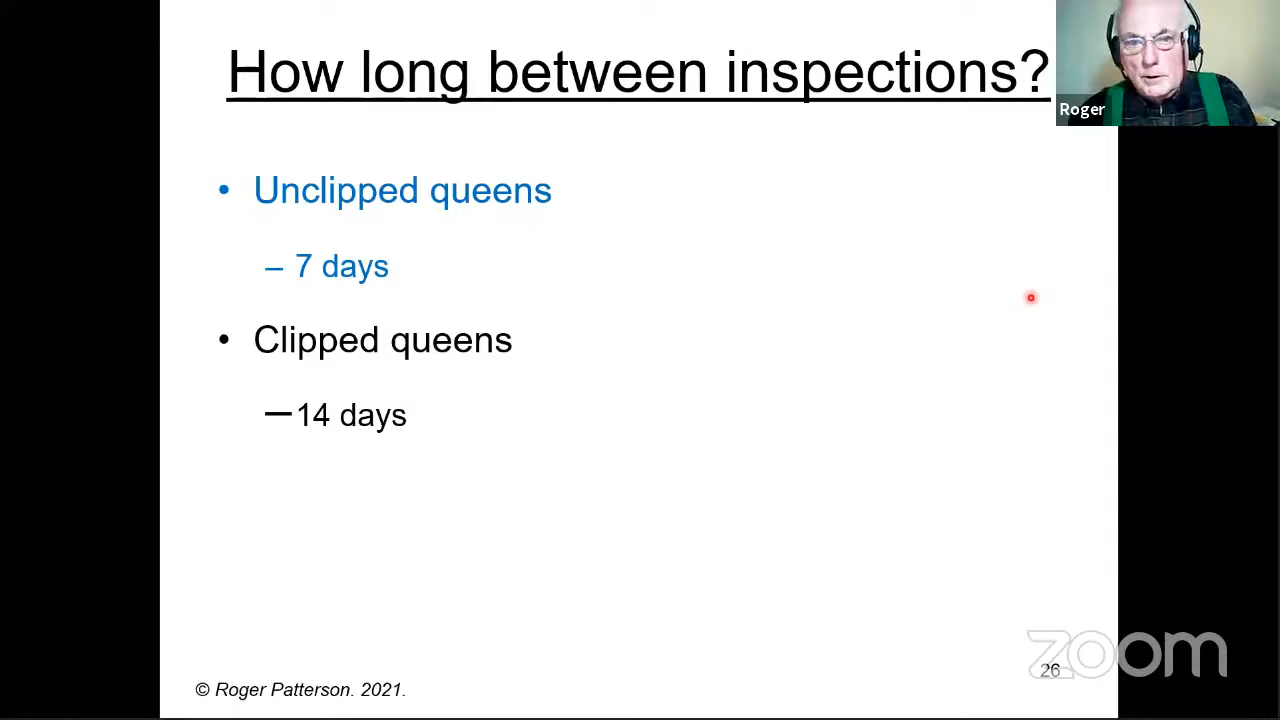 How long between inspections?
Roger
• Unclipped queens
– 7 days
• Clipped queens
–14 days
zoom
26
© Roger Patterson. 2021.